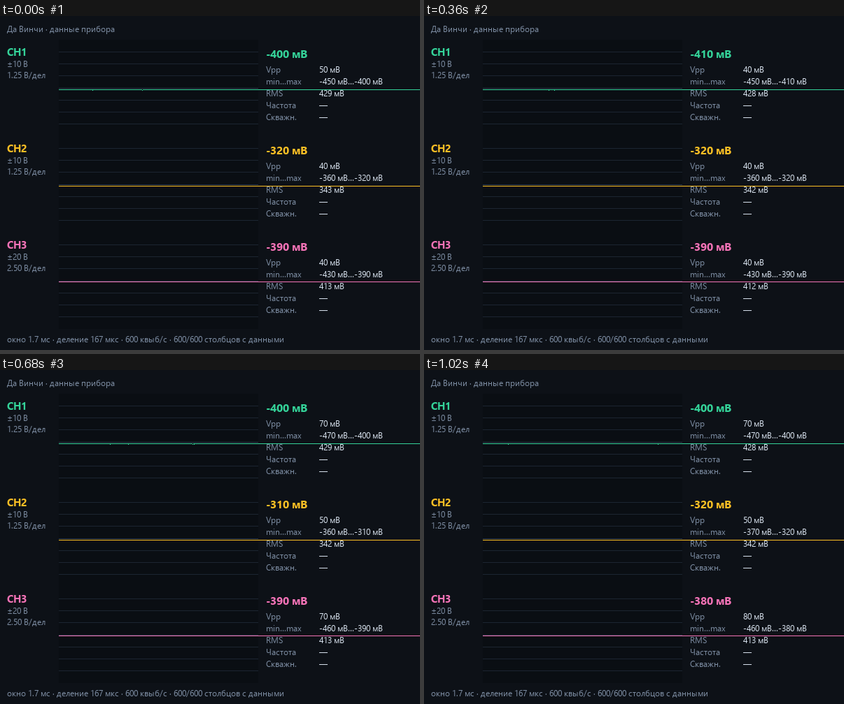 t=0.00s #1
Да Винчи · данные прибора
CH1
±10 В
1.25 В/дел
-400 мВ
Vpp 50 мВ
min...max -450 мВ...-400 мВ
RMS 429 мВ
Частота —
Скважн. —
CH2
±10 В
1.25 В/дел
-320 мВ
Vpp 40 мВ
min...max -360 мВ...-320 мВ
RMS 343 мВ
Частота —
Скважн. —
CH3
±20 В
2.50 В/дел
-390 мВ
Vpp 40 мВ
min...max -430 мВ...-390 мВ
RMS 413 мВ
Частота —
Скважн. —
окно 1.7 мс · деление 167 мкс · 600 квыб/с · 600/600 столбцов с данными
t=0.36s #2
Да Винчи · данные прибора
CH1
±10 В
1.25 В/дел
-410 мВ
Vpp 40 мВ
min...max -450 мВ...-410 мВ
RMS 428 мВ
Частота —
Скважн. —
CH2
±10 В
1.25 В/дел
-320 мВ
Vpp 40 мВ
min...max -360 мВ...-320 мВ
RMS 342 мВ
Частота —
Скважн. —
CH3
±20 В
2.50 В/дел
-390 мВ
Vpp 40 мВ
min...max -430 мВ...-390 мВ
RMS 412 мВ
Частота —
Скважн. —
окно 1.7 мс · деление 167 мкс · 600 квыб/с · 600/600 столбцов с данными
t=0.68s #3
Да Винчи · данные прибора
CH1
±10 В
1.25 В/дел
-400 мВ
Vpp 70 мВ
min...max -470 мВ...-400 мВ
RMS 429 мВ
Частота —
Скважн. —
CH2
±10 В
1.25 В/дел
-310 мВ
Vpp 50 мВ
min...max -360 мВ...-310 мВ
RMS 342 мВ
Частота —
Скважн. —
CH3
±20 В
2.50 В/дел
-390 мВ
Vpp 70 мВ
min...max -460 мВ...-390 мВ
RMS 413 мВ
Частота —
Скважн. —
окно 1.7 мс · деление 167 мкс · 600 квыб/с · 600/600 столбцов с данными
t=1.02s #4
Да Винчи · данные прибора
CH1
±10 В
1.25 В/дел
-400 мВ
Vpp 70 мВ
min...max -470 мВ...-400 мВ
RMS 428 мВ
Частота —
Скважн. —
CH2
±10 В
1.25 В/дел
-320 мВ
Vpp 50 мВ
min...max -370 мВ...-320 мВ
RMS 342 мВ
Частота —
Скважн. —
CH3
±20 В
2.50 В/дел
-380 мВ
Vpp 80 мВ
min...max -460 мВ...-380 мВ
RMS 413 мВ
Частота —
Скважн. —
окно 1.7 мс · деление 167 мкс · 600 квыб/с · 600/600 столбцов с данными